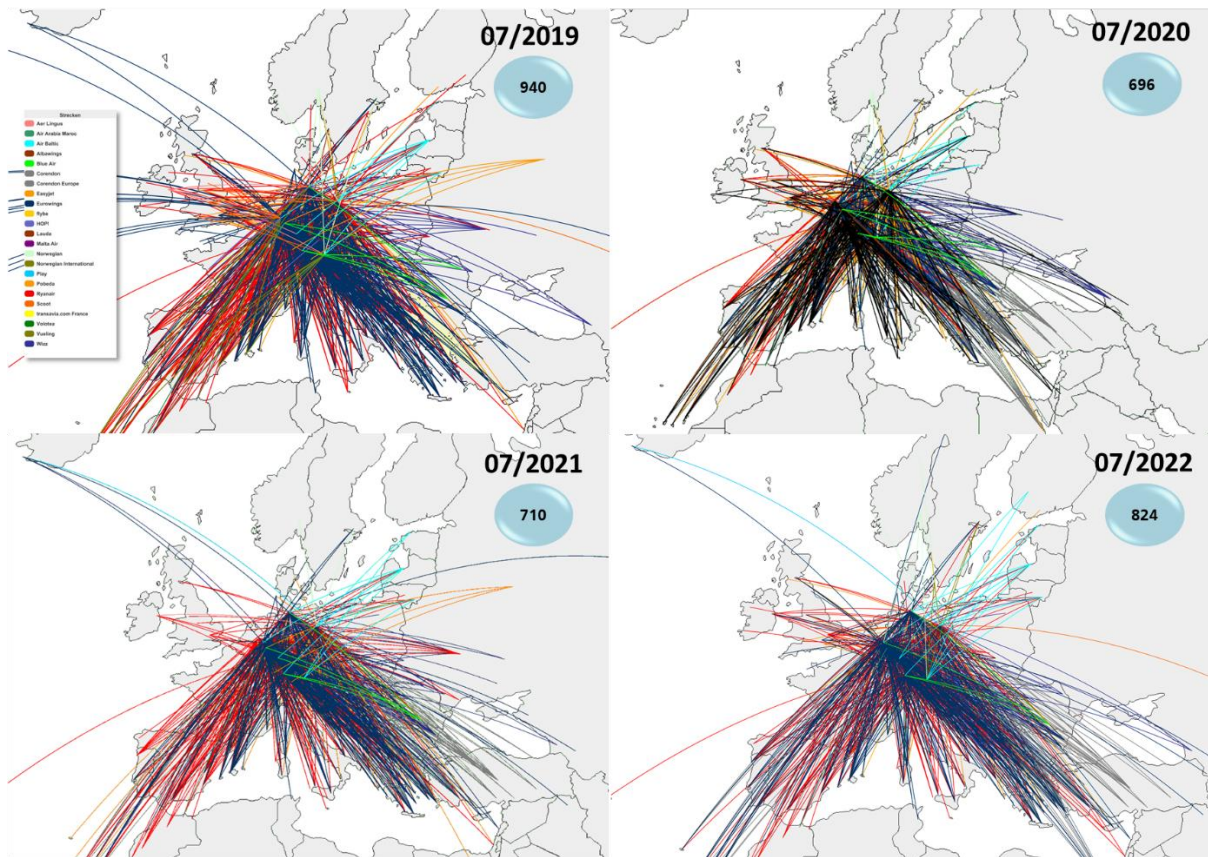 07/2019
940
Strecken
Aer Lingus
Air Arabia Maroc
Air Baltic
Albawings
Blue Air
Corendon
Corendon Europe
Easyjet
Eurowings
flybe
HOP!
Lauda
Malta Air
Norwegian
Norwegian International
Play
Pobeda
Ryanair
Scoot
transavia.com France
Volotea
Vueling
Wizz
07/2020
696
07/2021
710
07/2022
824